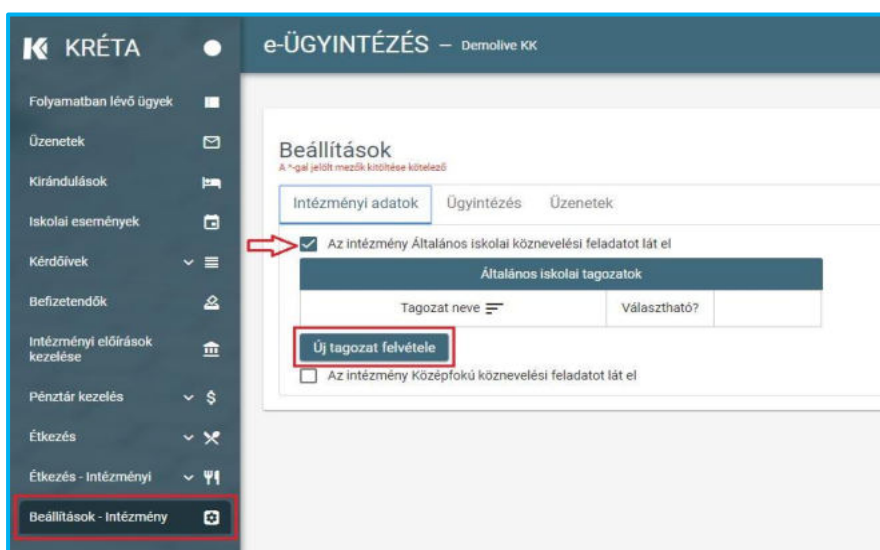 KRÉTA
Folyamatban lévő ügyek
Üzenetek
Kirándulások
Iskolai események
Kérdőívek
Befizetendők
Intézményi előírások
kezelése
Pénztár kezelés
Étkezés
Étkezés - Intézményi
Beállítások - Intézmény
e-ÜGYINTÉZÉS – Demolive KK
Beállítások
A *-gal jelölt mezők kitöltése kötelező
Intézményi adatok Ügyintézés Üzenetek
Az intézmény Általános iskolai köznevelési feladatot lát el
Általános iskolai tagozatok
Tagozat neve Választható?
Új tagozat felvétele
Az intézmény Középfokú köznevelési feladatot lát el